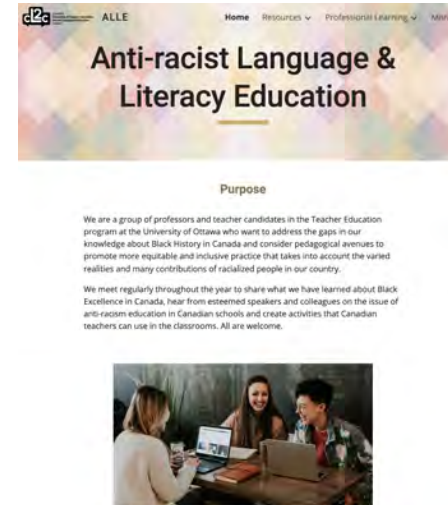 ALLE
Home Resources Professional Learning
Anti-racist Language &
Literacy Education
Purpose
We are a group of professors and teacher candidates in the Teacher Education
program at the University of Ottawa who want to address the gaps in our
knowledge about Black History in Canada and consider pedagogical avenues to
promote more equitable and inclusive practice that takes into account the varied
realities and many contributions of racialized people in our country.
We meet regularly throughout the year to share what we have learned about Black
Excellence in Canada, hear from esteemed speakers and colleagues on the issue of
anti-racism education in Canadian schools and create activities that Canadian
teachers can use in the classrooms. All are welcome.